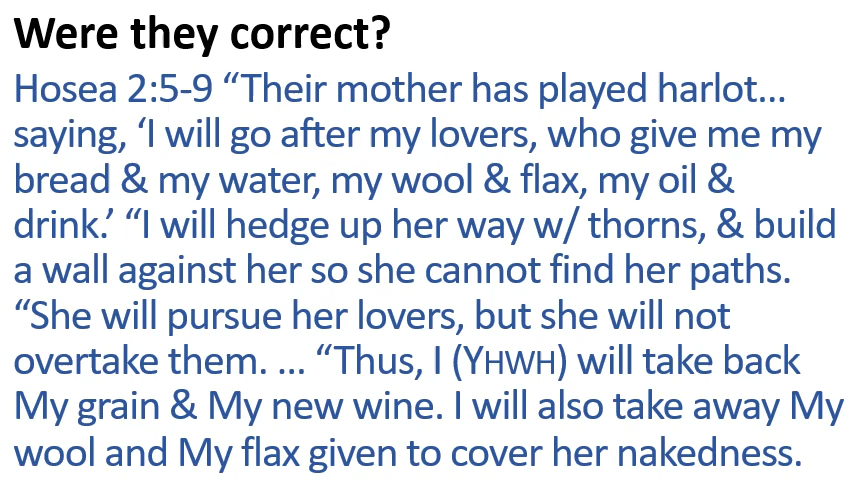 Were they correct?
Hosea 2:5-9 “Their mother has played harlot…
saying, ‘I will go after my lovers, who give me my
bread & my water, my wool & flax, my oil &
drink.’ “I will hedge up her way w/ thorns, & build
a wall against her so she cannot find her paths.
“She will pursue her lovers, but she will not
overtake them. … “Thus, I (YHWH) will take back
My grain & My new wine. I will also take away My
wool and My flax given to cover her nakedness.